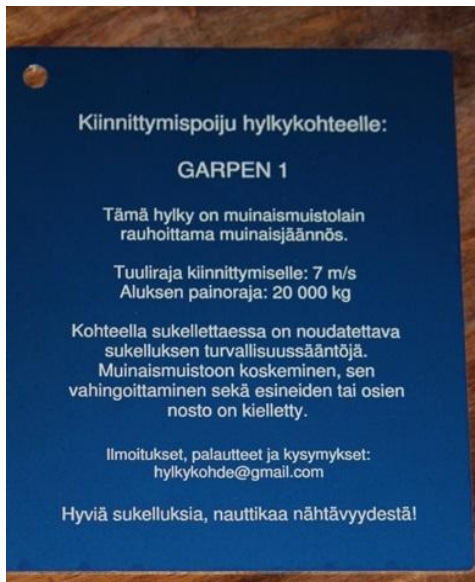 Kiinnittymispoiju hylkykohteelle:
GARPEN 1
Tämä hylky on muinaismuistolain
rauhoittama muinaisjäännös.
Tuuliraja kiinnittymiselle: 7 m/s
Aluksen painoraja: 20 000 kg
Kohteella sukellettaessa on noudatettava
sukelluksen turvallisuussääntöjä.
Muinaismuistoon koskeminen, sen
vahingoittaminen sekä esineiden tai osien
nosto on kielletty.
Ilmoitukset, palautteet ja kysymykset:
hylkykohde@gmail.com
Hyviä sukelluksia, nauttikaa nähtävyydestä!